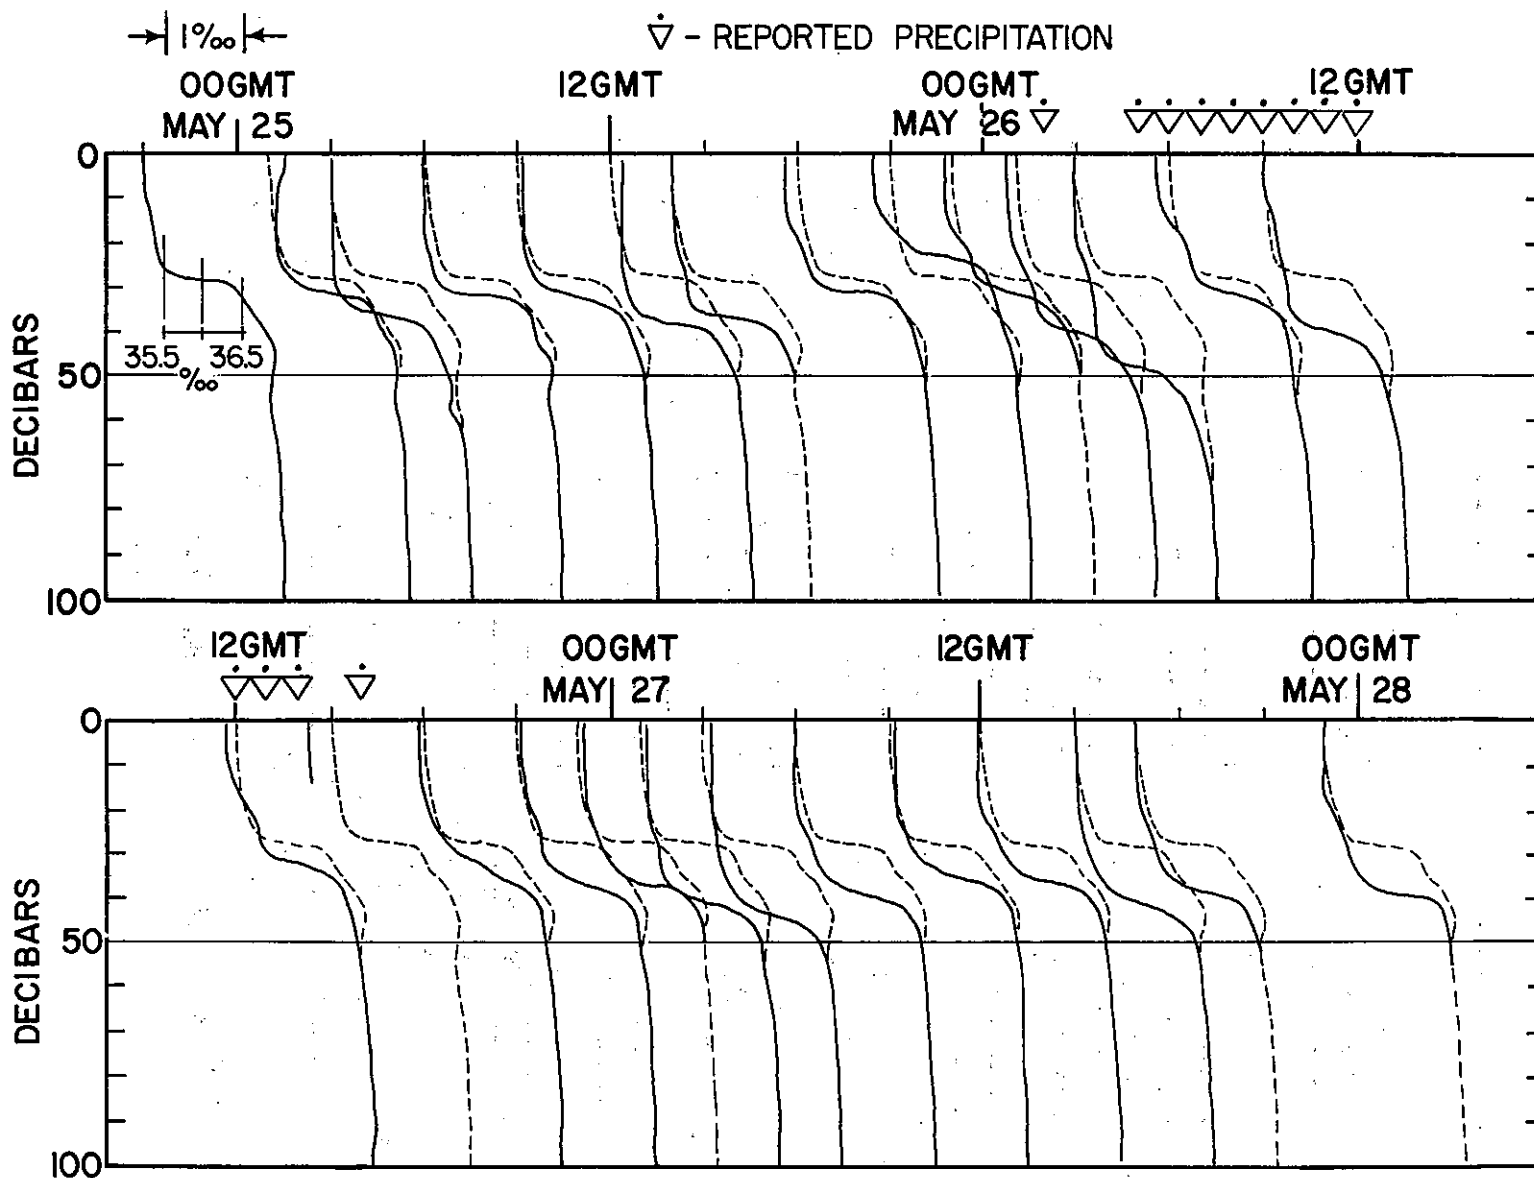 1‰
▽ - REPORTED PRECIPITATION
00GMT 12GMT 00GMT 12GMT
MAY 25 MAY 26
0
35.5 36.5
‰
50
100
DECIBARS
12GMT 00GMT 12GMT 00GMT
MAY 27 MAY 28
0
50
100
DECIBARS